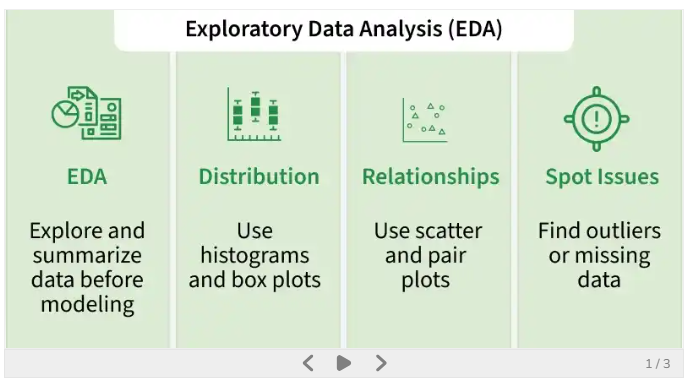 Exploratory Data Analysis (EDA)
EDA
Explore and
summarize
data before
modeling
Distribution
Use
histograms
and box plots
Relationships
Use scatter
and pair
plots
Spot Issues
Find outliers
or missing
data
1 / 3